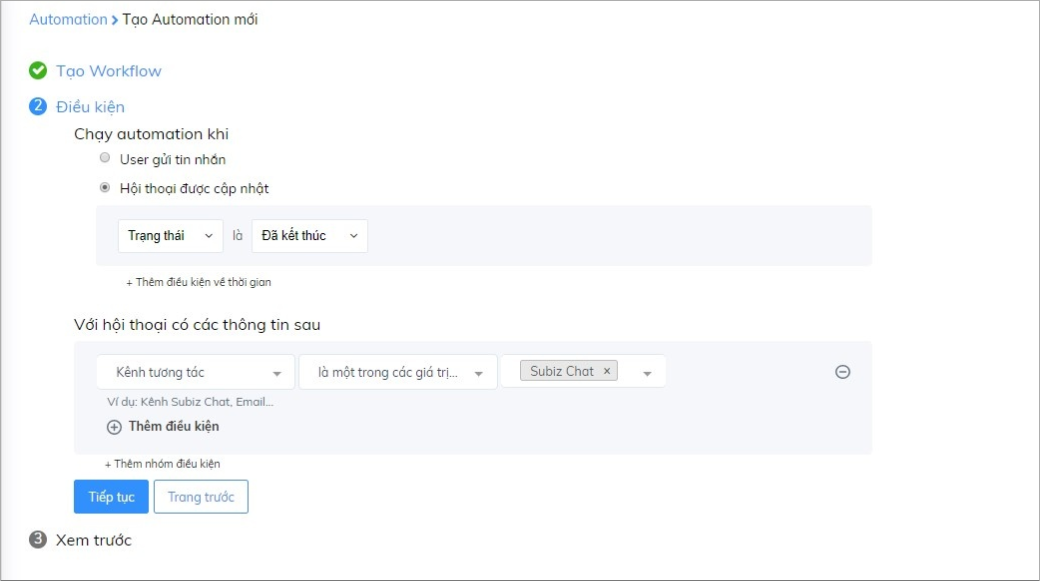 Automation > Tạo Automation mới
Tạo Workflow
2 Điều kiện
Chạy automation khi
User gửi tin nhắn
Hội thoại được cập nhật
Trạng thái là Đã kết thúc
+ Thêm điều kiện về thời gian
Với hội thoại có các thông tin sau
Kênh tương tác là một trong các giá trị... Subiz Chat ×
Ví dụ: Kênh Subiz Chat, Email...
Thêm điều kiện
+ Thêm nhóm điều kiện
Tiếp tục Trang trước
3 Xem trước